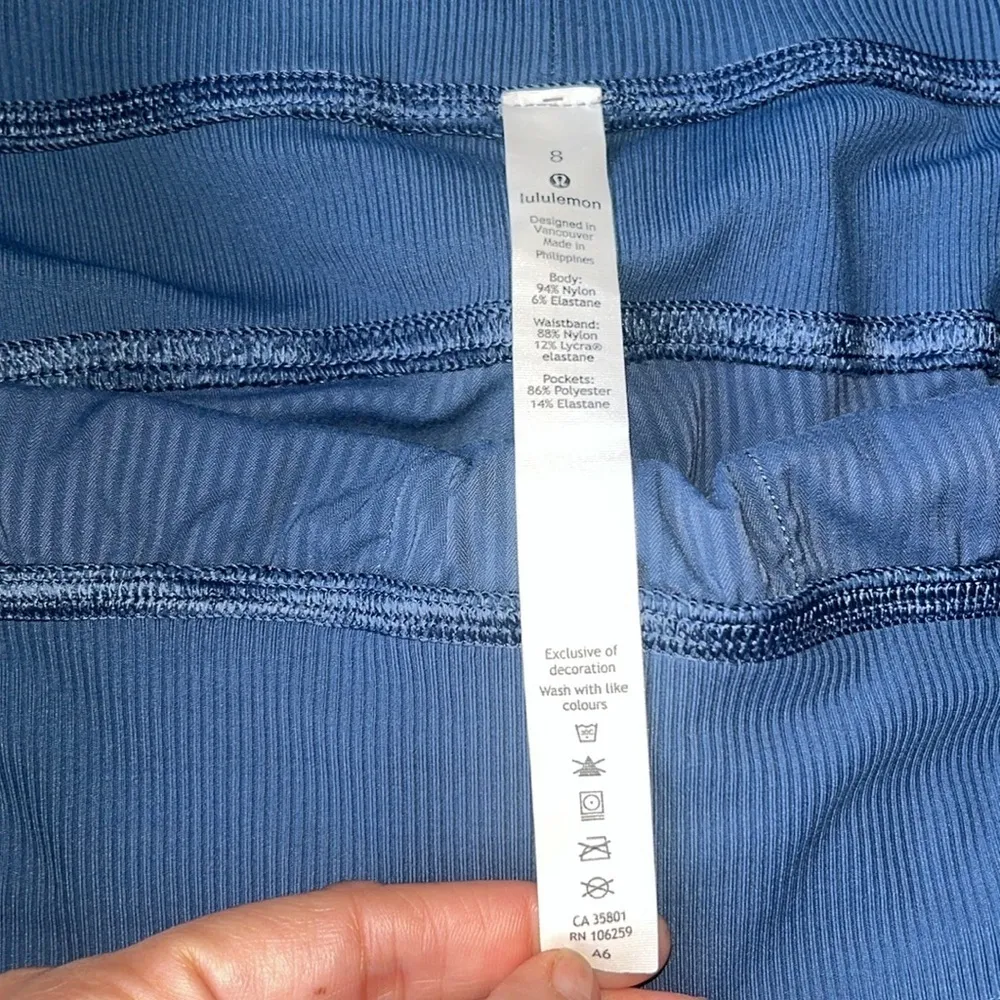 8
lululemon
Designed in
Vancouver
Made in
Philippines
Body:
94% Nylon
6% Elastane
Waistband:
88% Nylon
12% Lycra®
elastane
Pockets:
86% Polyester
14% Elastane
Exclusive of
decoration
Wash with like
colours
30C
CA 35801
RN 106259
A6